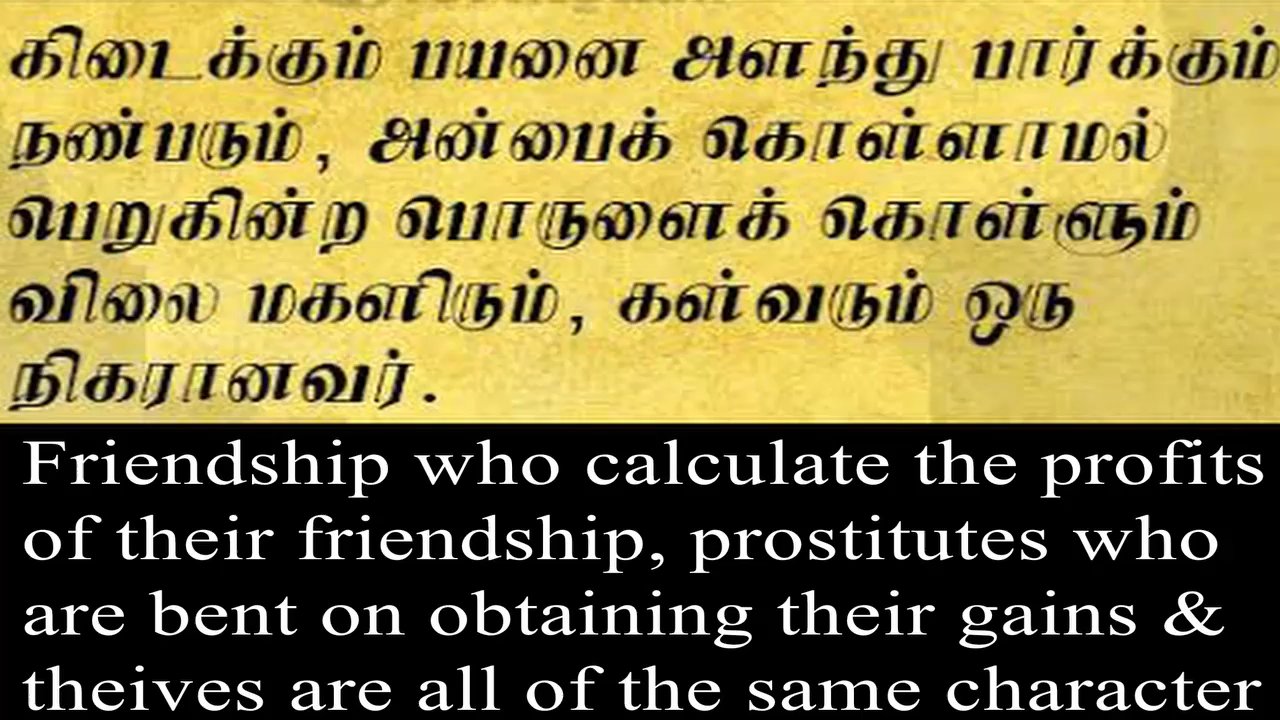 கிடைக்கும் பயனை அளந்து பார்க்கும்
நண்பரும், அன்பைக் கொள்ளாமல்
பெறுகின்ற பொருளைக் கொள்ளும்
விலை மகளிரும், கள்வரும் ஒரு
நிகரானவர்.
Friendship who calculate the profits
of their friendship, prostitutes who
are bent on obtaining their gains &
theives are all of the same character